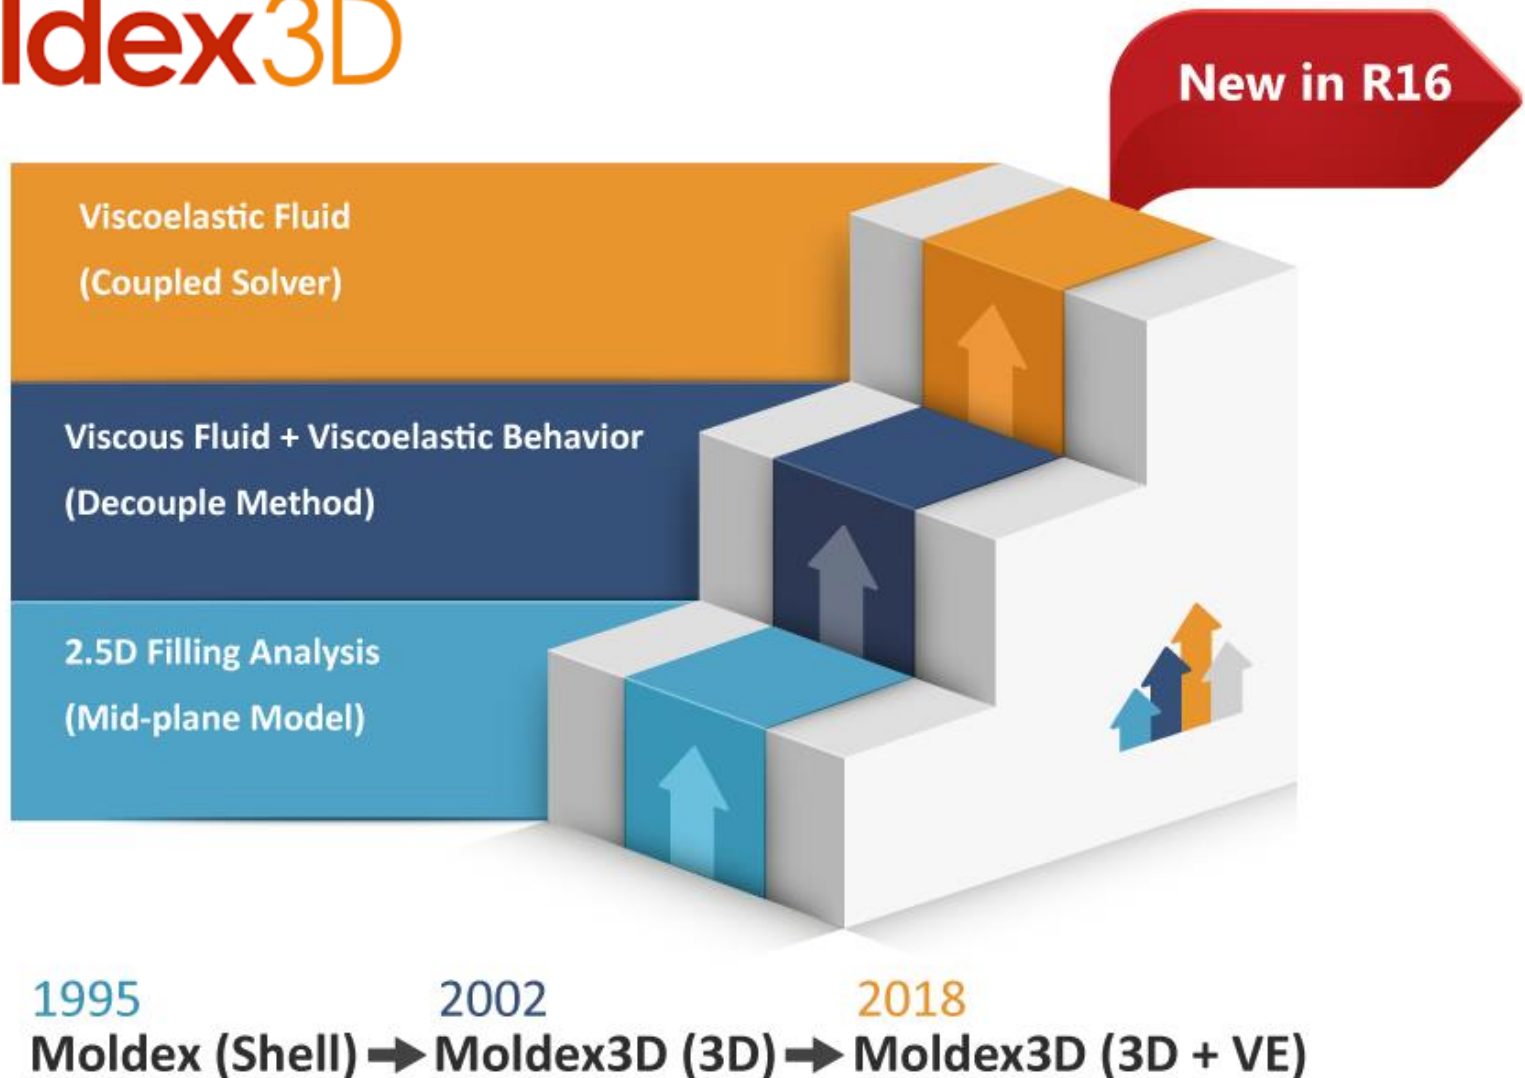 ldex3D
New in R16
Viscoelastic Fluid
(Coupled Solver)
Viscous Fluid + Viscoelastic Behavior
(Decouple Method)
2.5D Filling Analysis
(Mid-plane Model)
1995 2002 2018
Moldex (Shell) → Moldex3D (3D) → Moldex3D (3D + VE)